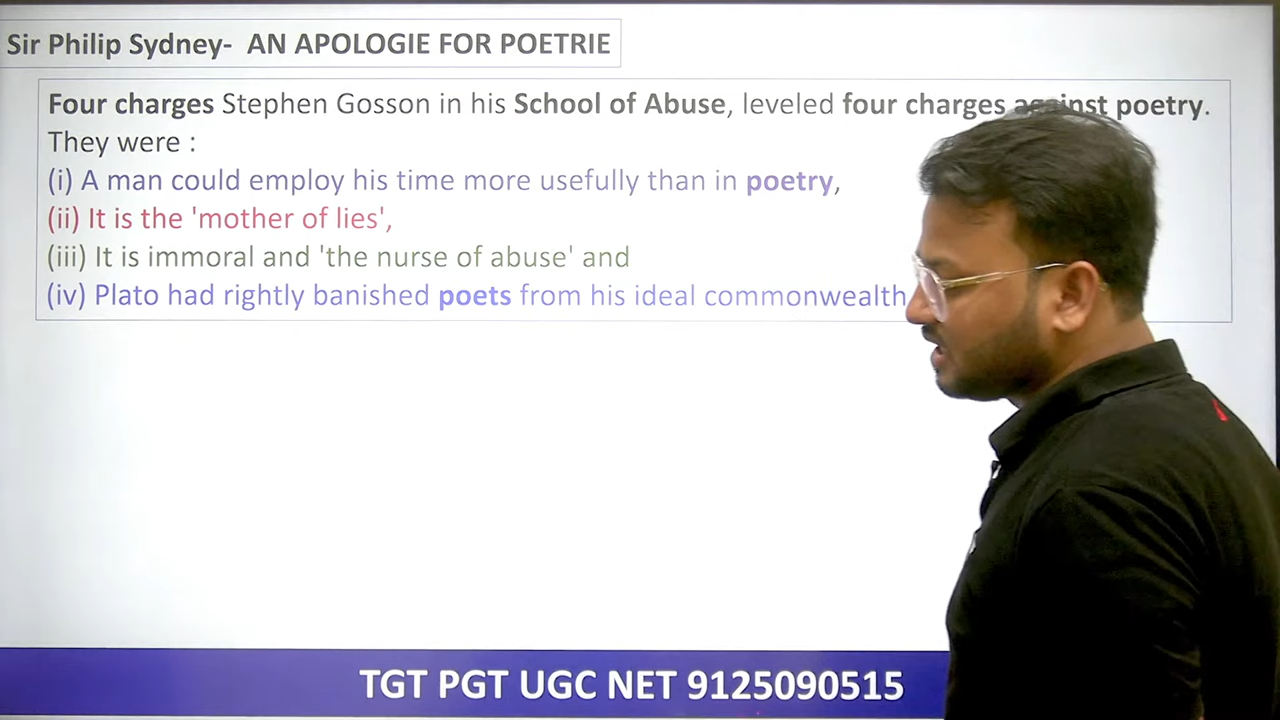 Sir Philip Sydney- AN APOLOGIE FOR POETRIE
Four charges Stephen Gosson in his School of Abuse, leveled four charges against poetry.
They were :
(i) A man could employ his time more usefully than in poetry,
(ii) It is the 'mother of lies',
(iii) It is immoral and 'the nurse of abuse' and
(iv) Plato had rightly banished poets from his ideal commonwealth
TGT PGT UGC NET 9125090515